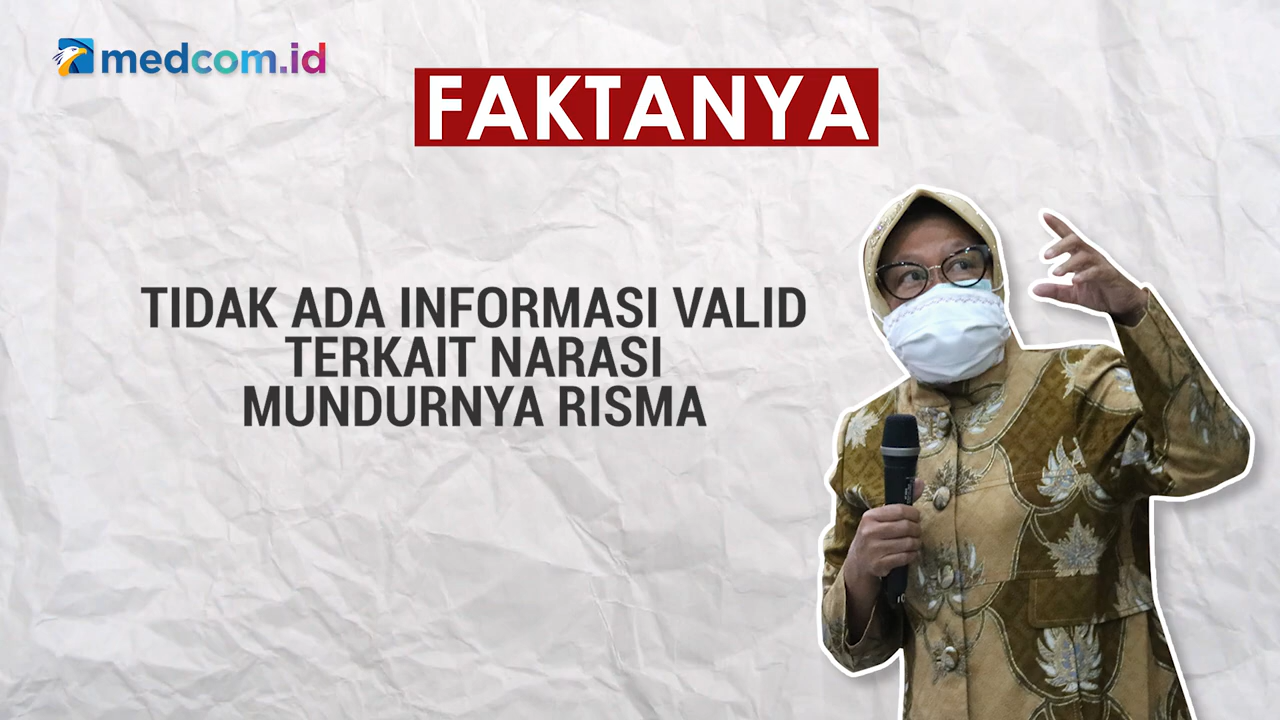 medcom.id
FAKTANYA
TIDAK ADA INFORMASI VALID
TERKAIT NARASI
MUNDURNYA RISMA